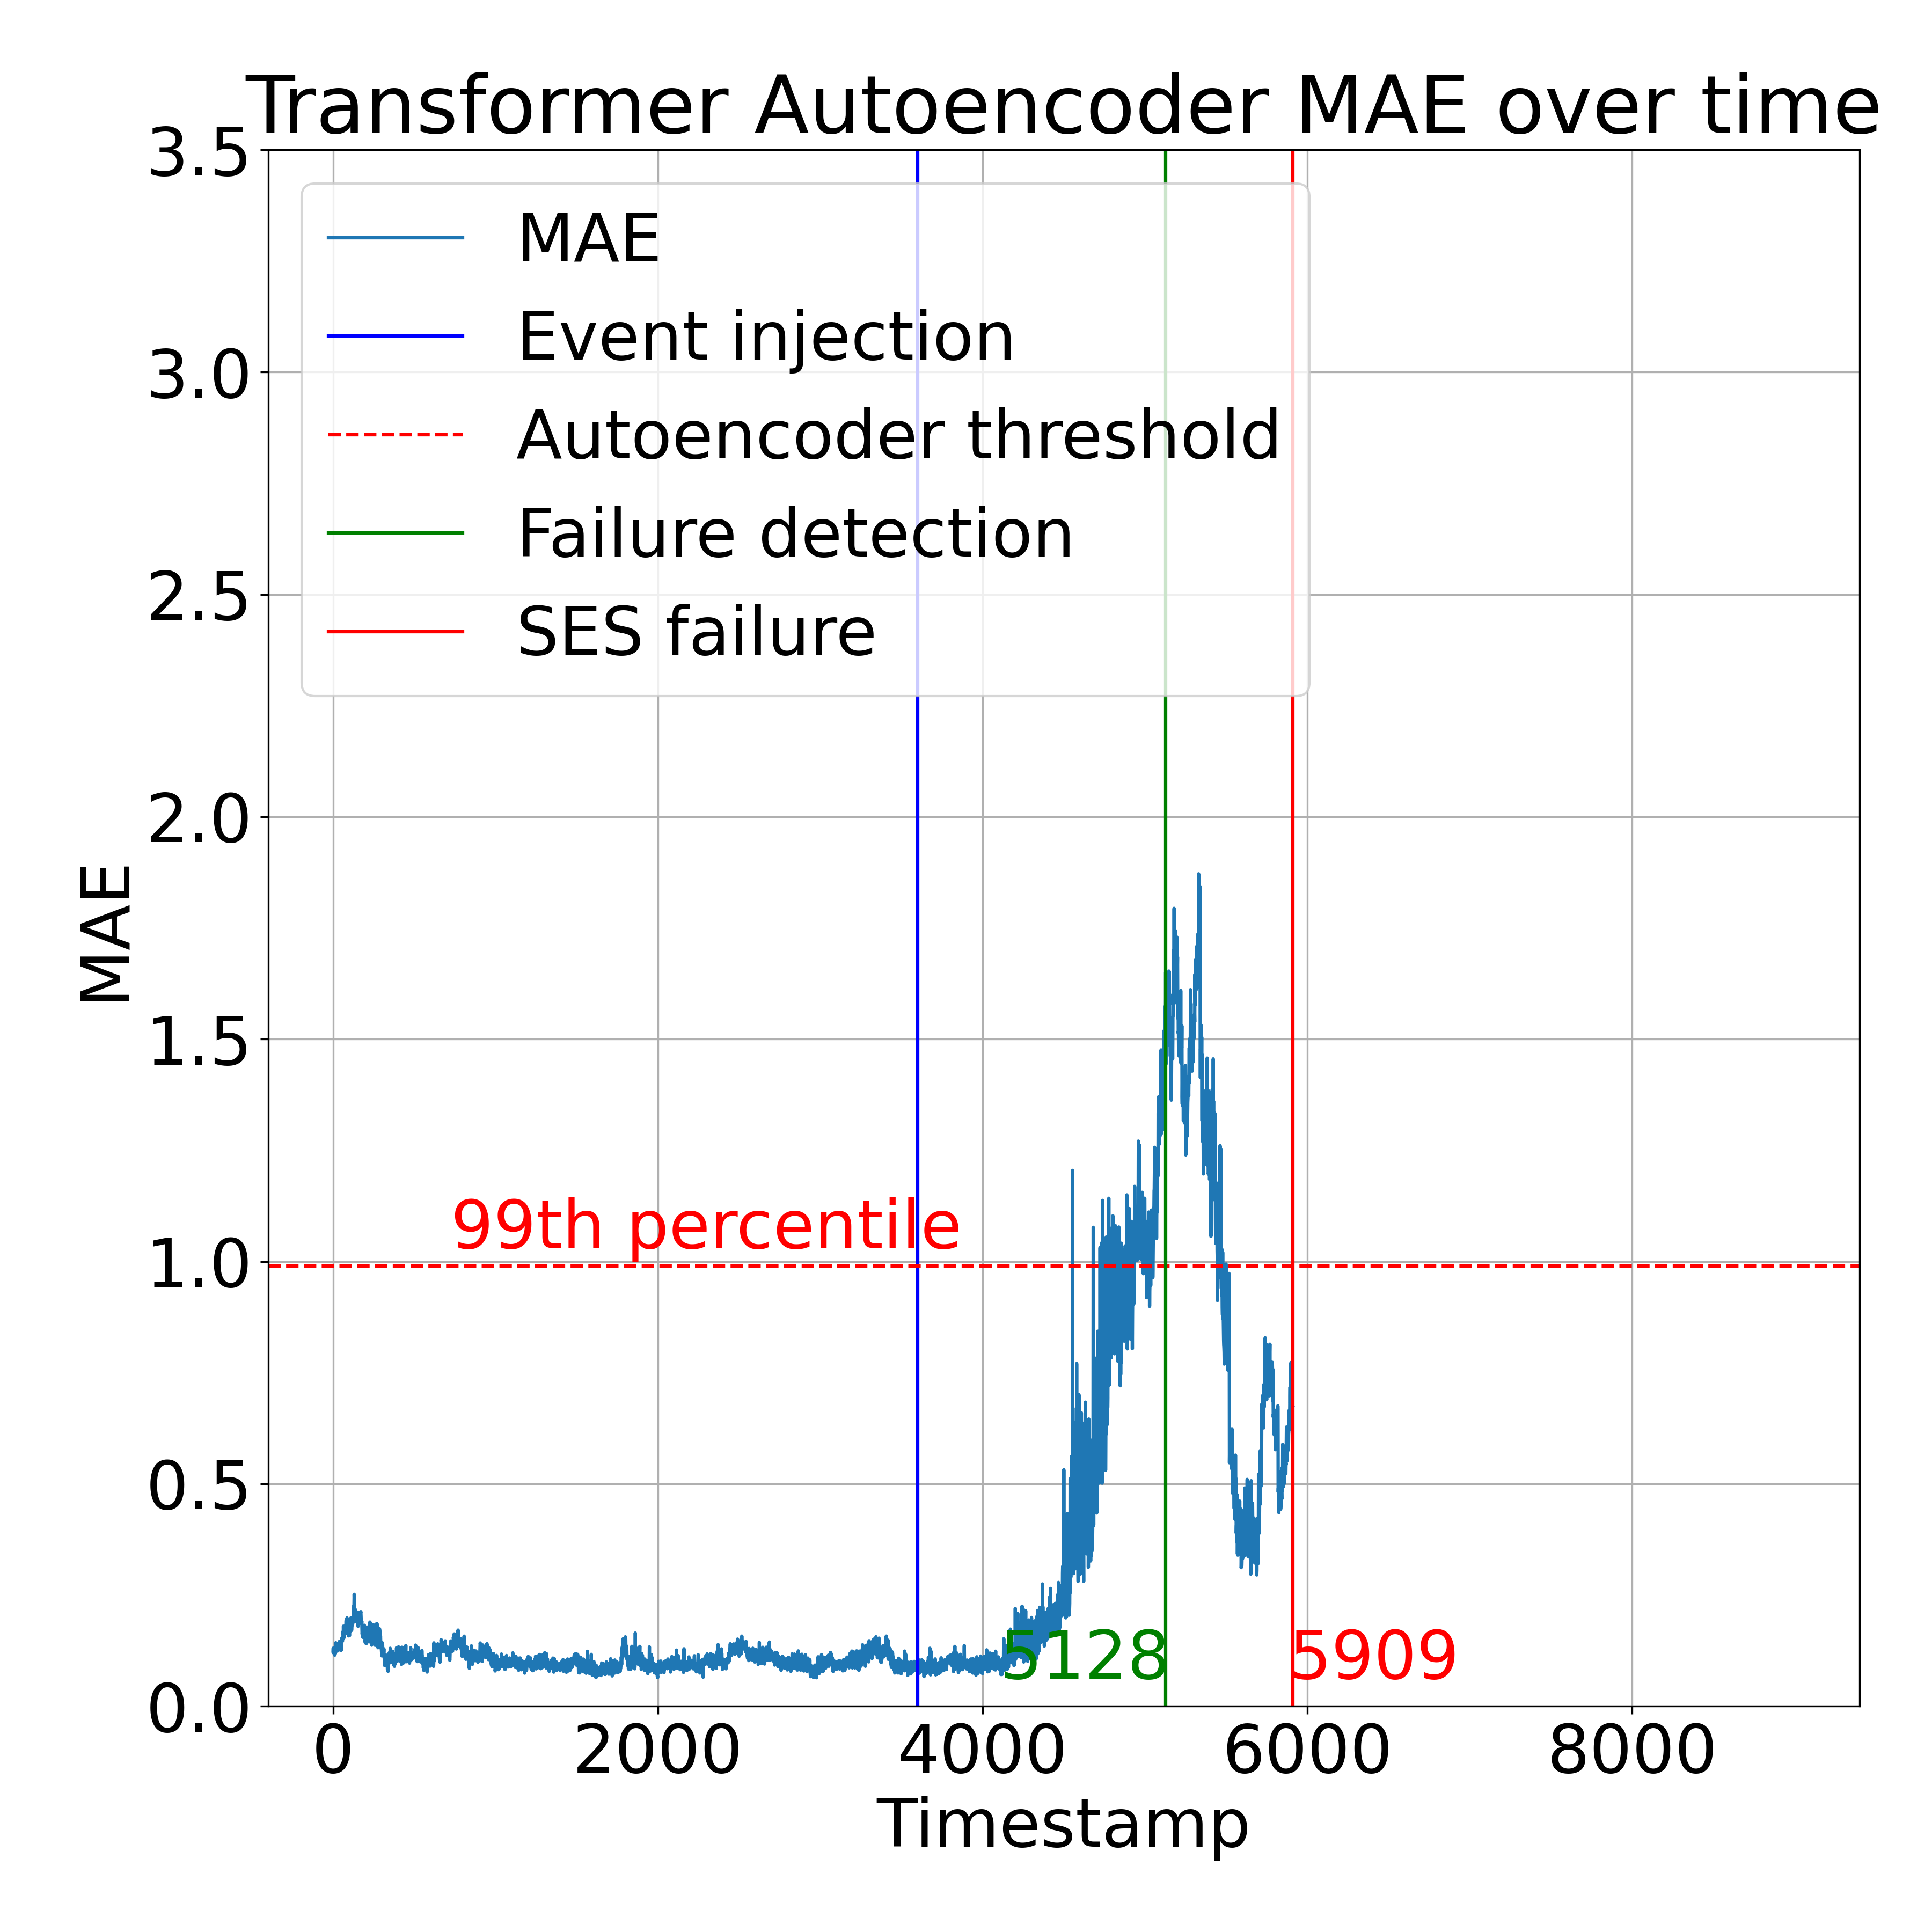 Transformer Autoencoder MAE over time
3.5
3.0
2.5
2.0
1.5
1.0
0.5
0.0
MAE
MAE
Event injection
Autoencoder threshold
Failure detection
SES failure
99th percentile
5128
5909
0
2000
4000
6000
8000
Timestamp